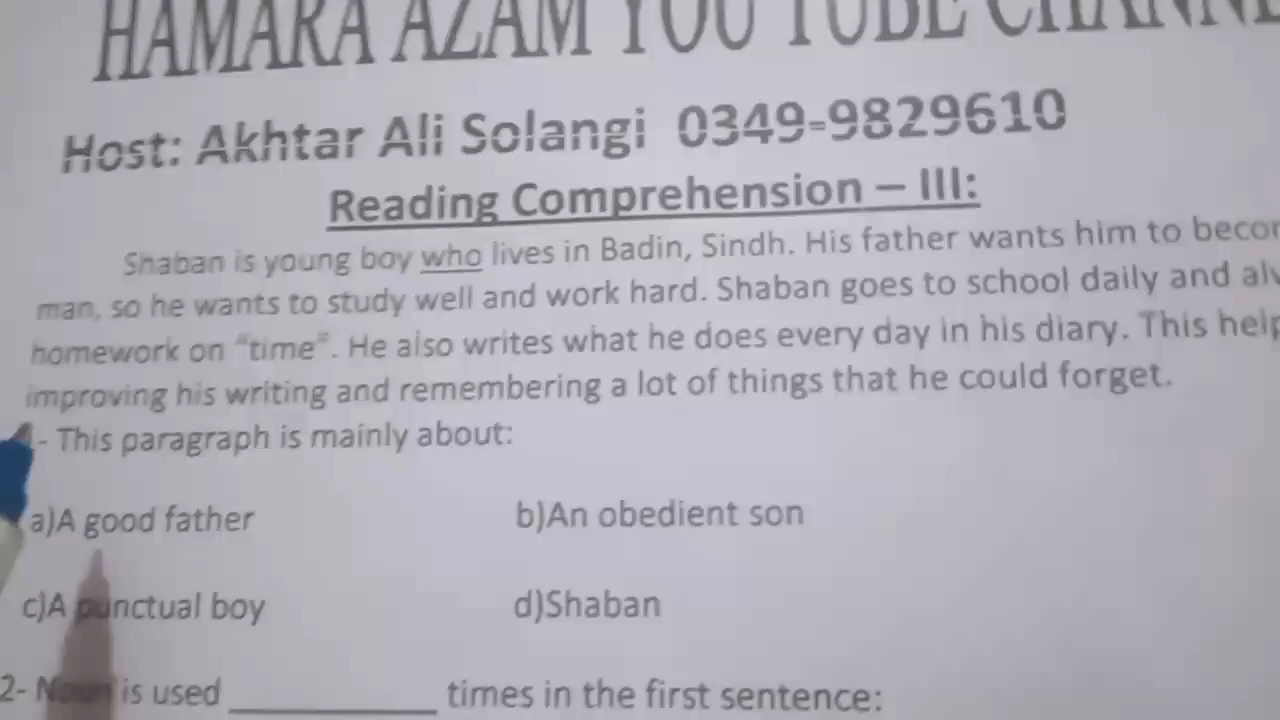 HAMARA AZAM YOU TUBE
Host: Akhtar Ali Solangi 0349-9829610
Reading Comprehension – III:
Shaban is young boy who lives in Badin, Sindh. His father wants him to
man, so he wants to study well and work hard. Shaban goes to school daily and
homework on “time”. He also writes what he does every day in his diary. This
improving his writing and remembering a lot of things that he could forget.
- This paragraph is mainly about:
a)A good father b)An obedient son
c)A punctual boy d)Shaban
2- Noun is used __________ times in the first sentence: